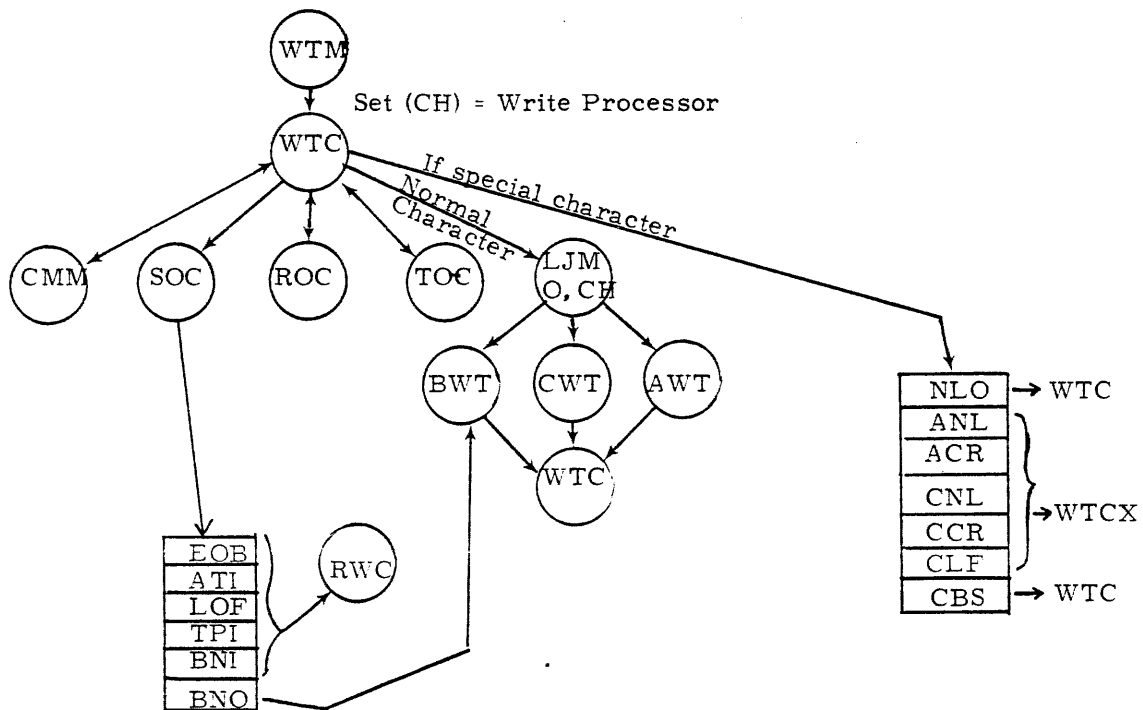 WTM
Set (CH) = Write Processor
WTC
If special character
Normal
Character
CMM
SOC
ROC
TOC
LJM
O, CH
BWT
CWT
AWT
WTC
NLO
WTC
ANL
ACR
CNL
WTCX
CCR
CLF
CBS
WTC
EOB
ATI
LOF
TPI
BNI
BNO
RWC